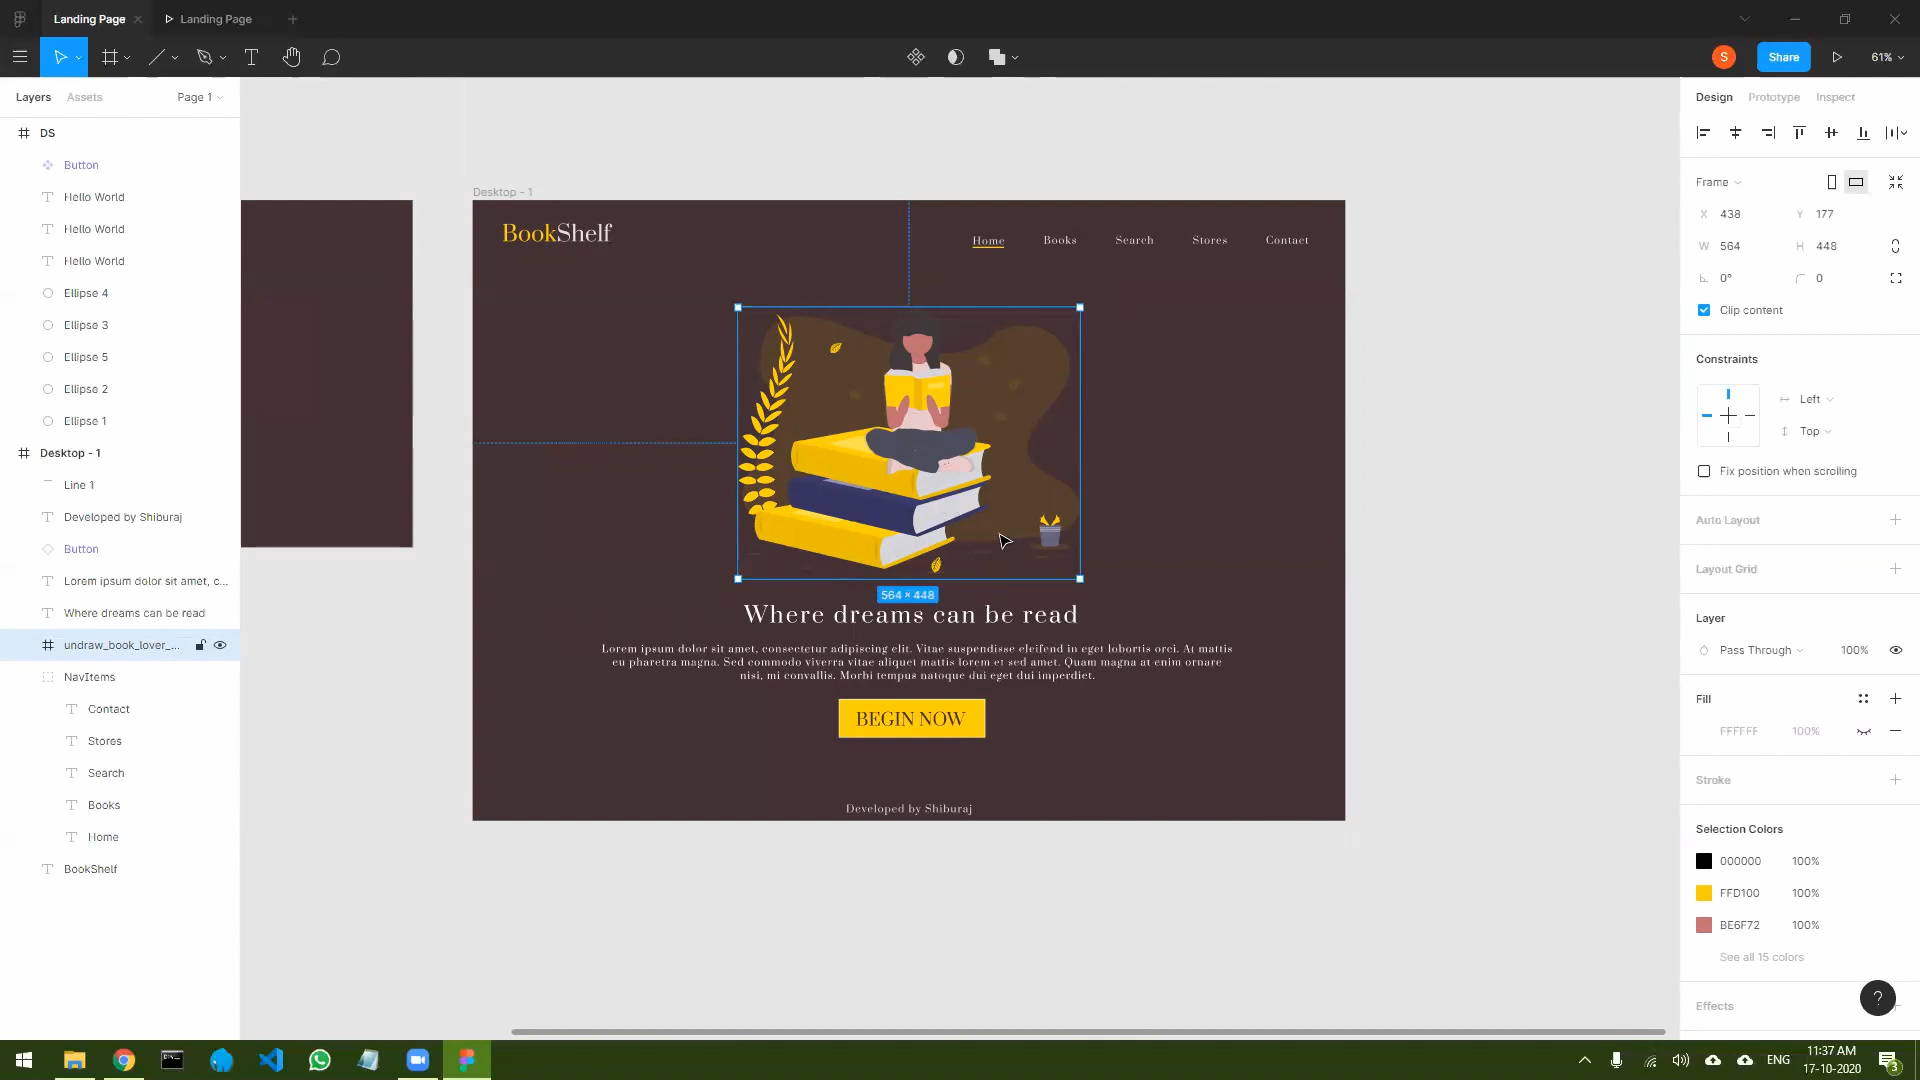 Landing Page
Landing Page
S
Share
61%
Layers
Assets
Page 1
DS
Button
Hello World
Hello World
Hello World
Ellipse 4
Ellipse 3
Ellipse 5
Ellipse 2
Ellipse 1
Desktop - 1
Line 1
Developed by Shiburaj
Button
Lorem ipsum dolor sit amet, c...
Where dreams can be read
undraw_book_lover_...
NavItems
Contact
Stores
Search
Books
Home
BookShelf
Desktop - 1
BookShelf
Home
Books
Search
Stores
Contact
564 × 448
Where dreams can be read
Lorem ipsum dolor sit amet, consectetur adipiscing elit. Vitae suspendisse eleifend in eget lobortis orci. At mattis
eu pharetra magna. Sed commodo viverra vitae aliquet mattis lorem et sed amet. Quam magna at enim ornare
nisi, mi convallis. Morbi tempus natoque dui eget dui imperdiet.
BEGIN NOW
Developed by Shiburaj
Design
Prototype
Inspect
Frame
X 438
Y 177
W 564
H 448
0°
0
Clip content
Constraints
Left
Top
Fix position when scrolling
Auto Layout
Layout Grid
Layer
Pass Through
100%
Fill
FFFFFF
100%
Stroke
Selection Colors
000000
100%
FFD100
100%
BE6F72
100%
See all 15 colors
Effects
?
ENG
11:37 AM
17-10-2020
3